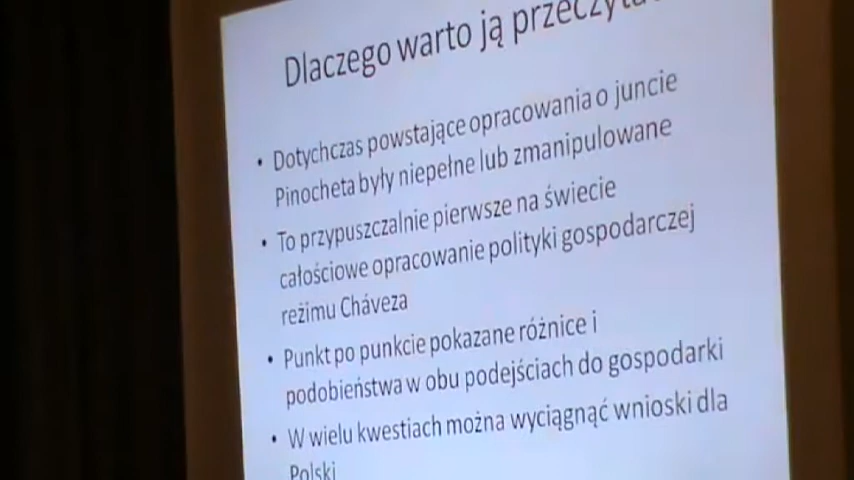 Dlaczego warto ją
• Dotychczas powstające opracowania o juncie
Pinocheta były niepełne lub zmanipulowane
• To przypuszczalnie pierwsze na świecie
całościowe opracowanie polityki gospodarczej
reżimu Cháveza
• Punkt po punkcie pokazane różnice i
podobieństwa w obu podejściach do gospodarki
• W wielu kwestiach można wyciągnąć wnioski dla
Polski